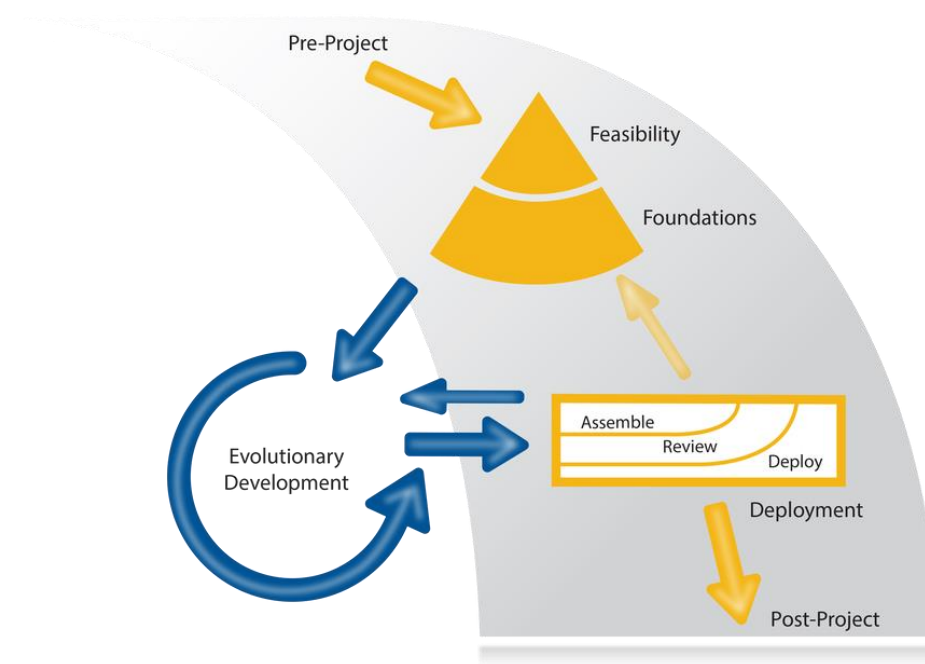 Pre-Project
Feasibility
Foundations
Evolutionary
Development
Assemble
Review
Deploy
Deployment
Post-Project